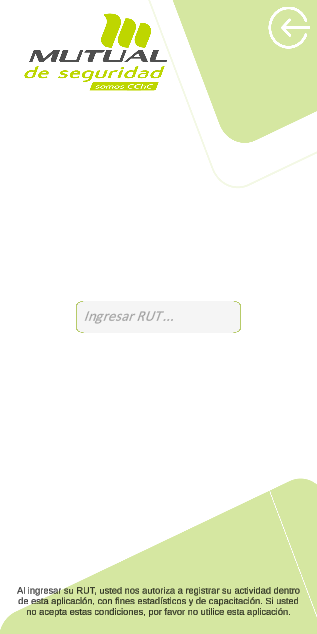 MUTUAL
de seguridad
somos CChC
Ingresar RUT...
Al ingresar su RUT, usted nos autoriza a registrar su actividad dentro
de esta aplicación, con fines estadísticos y de capacitación. Si usted
no acepta estas condiciones, por favor no utilice esta aplicación.